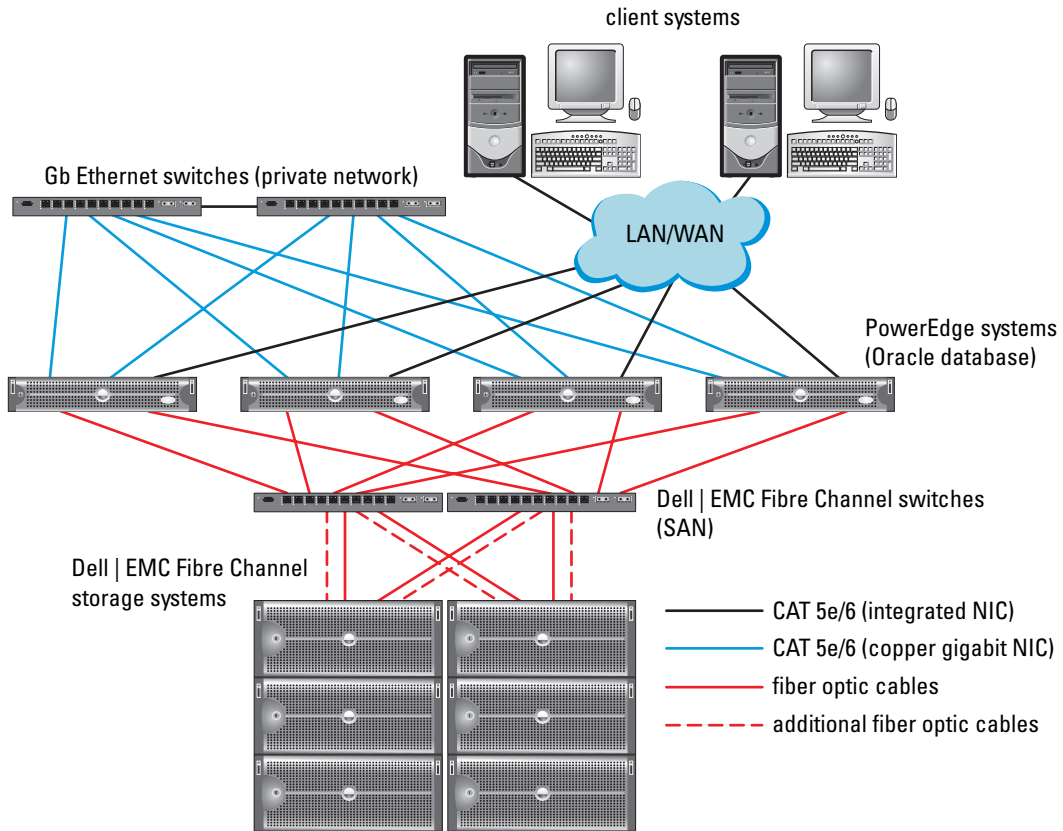 client systems
Gb Ethernet switches (private network)
LAN/WAN
PowerEdge systems
(Oracle database)
Dell | EMC Fibre Channel switches
(SAN)
Dell | EMC Fibre Channel
storage systems
CAT 5e/6 (integrated NIC)
CAT 5e/6 (copper gigabit NIC)
fiber optic cables
additional fiber optic cables